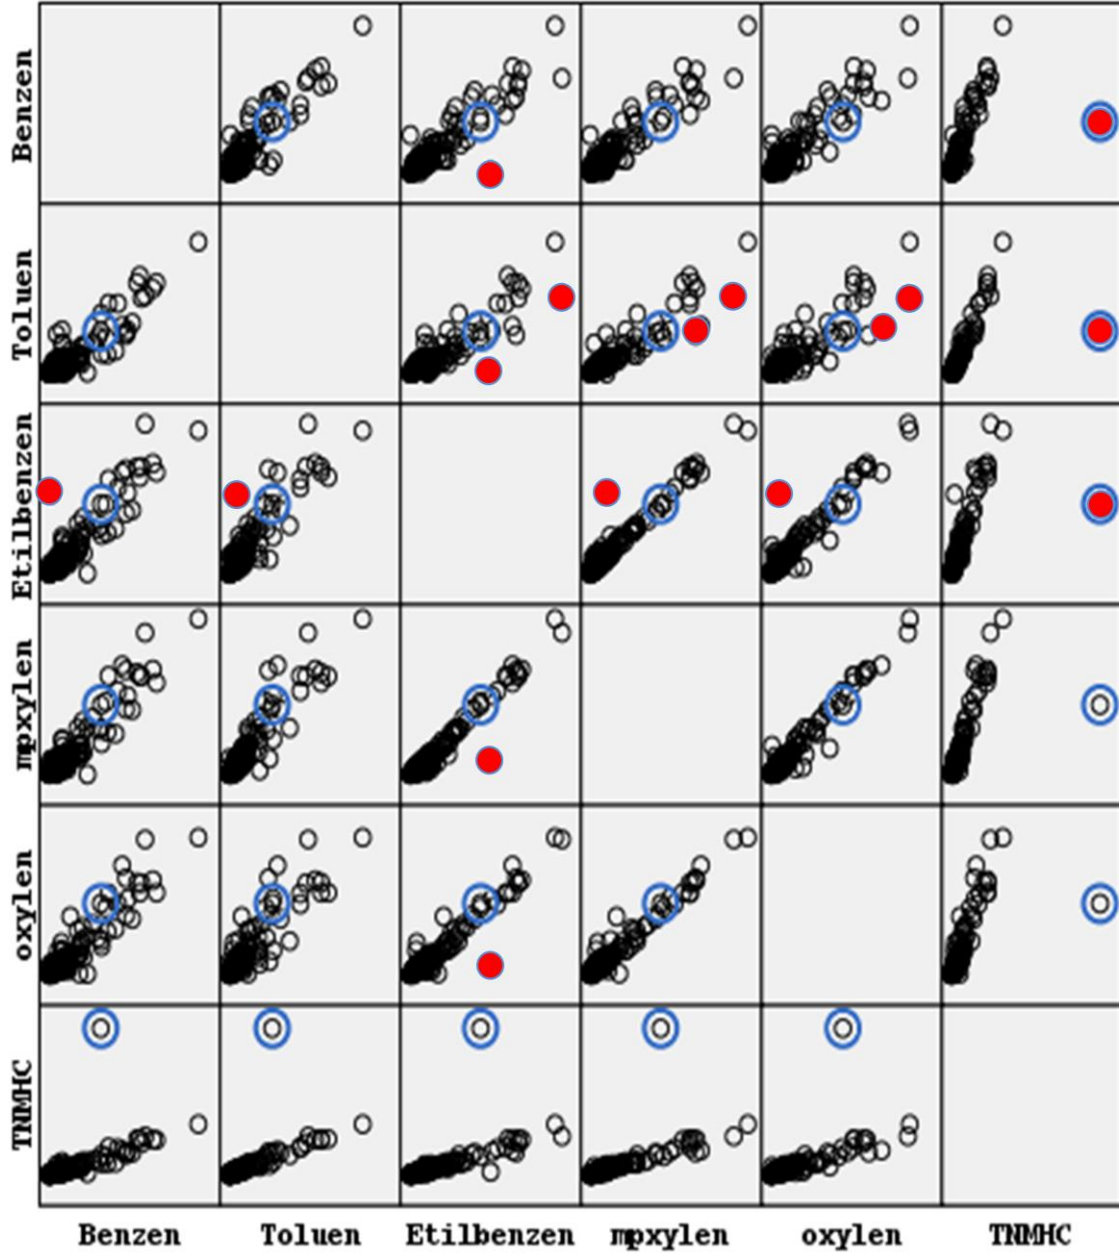 Benzen
Toluen
Etilbenzen
mpxylen
oxylen
TNMHC
Benzen Toluen Etilbenzen mpxylen oxylen TNMHC